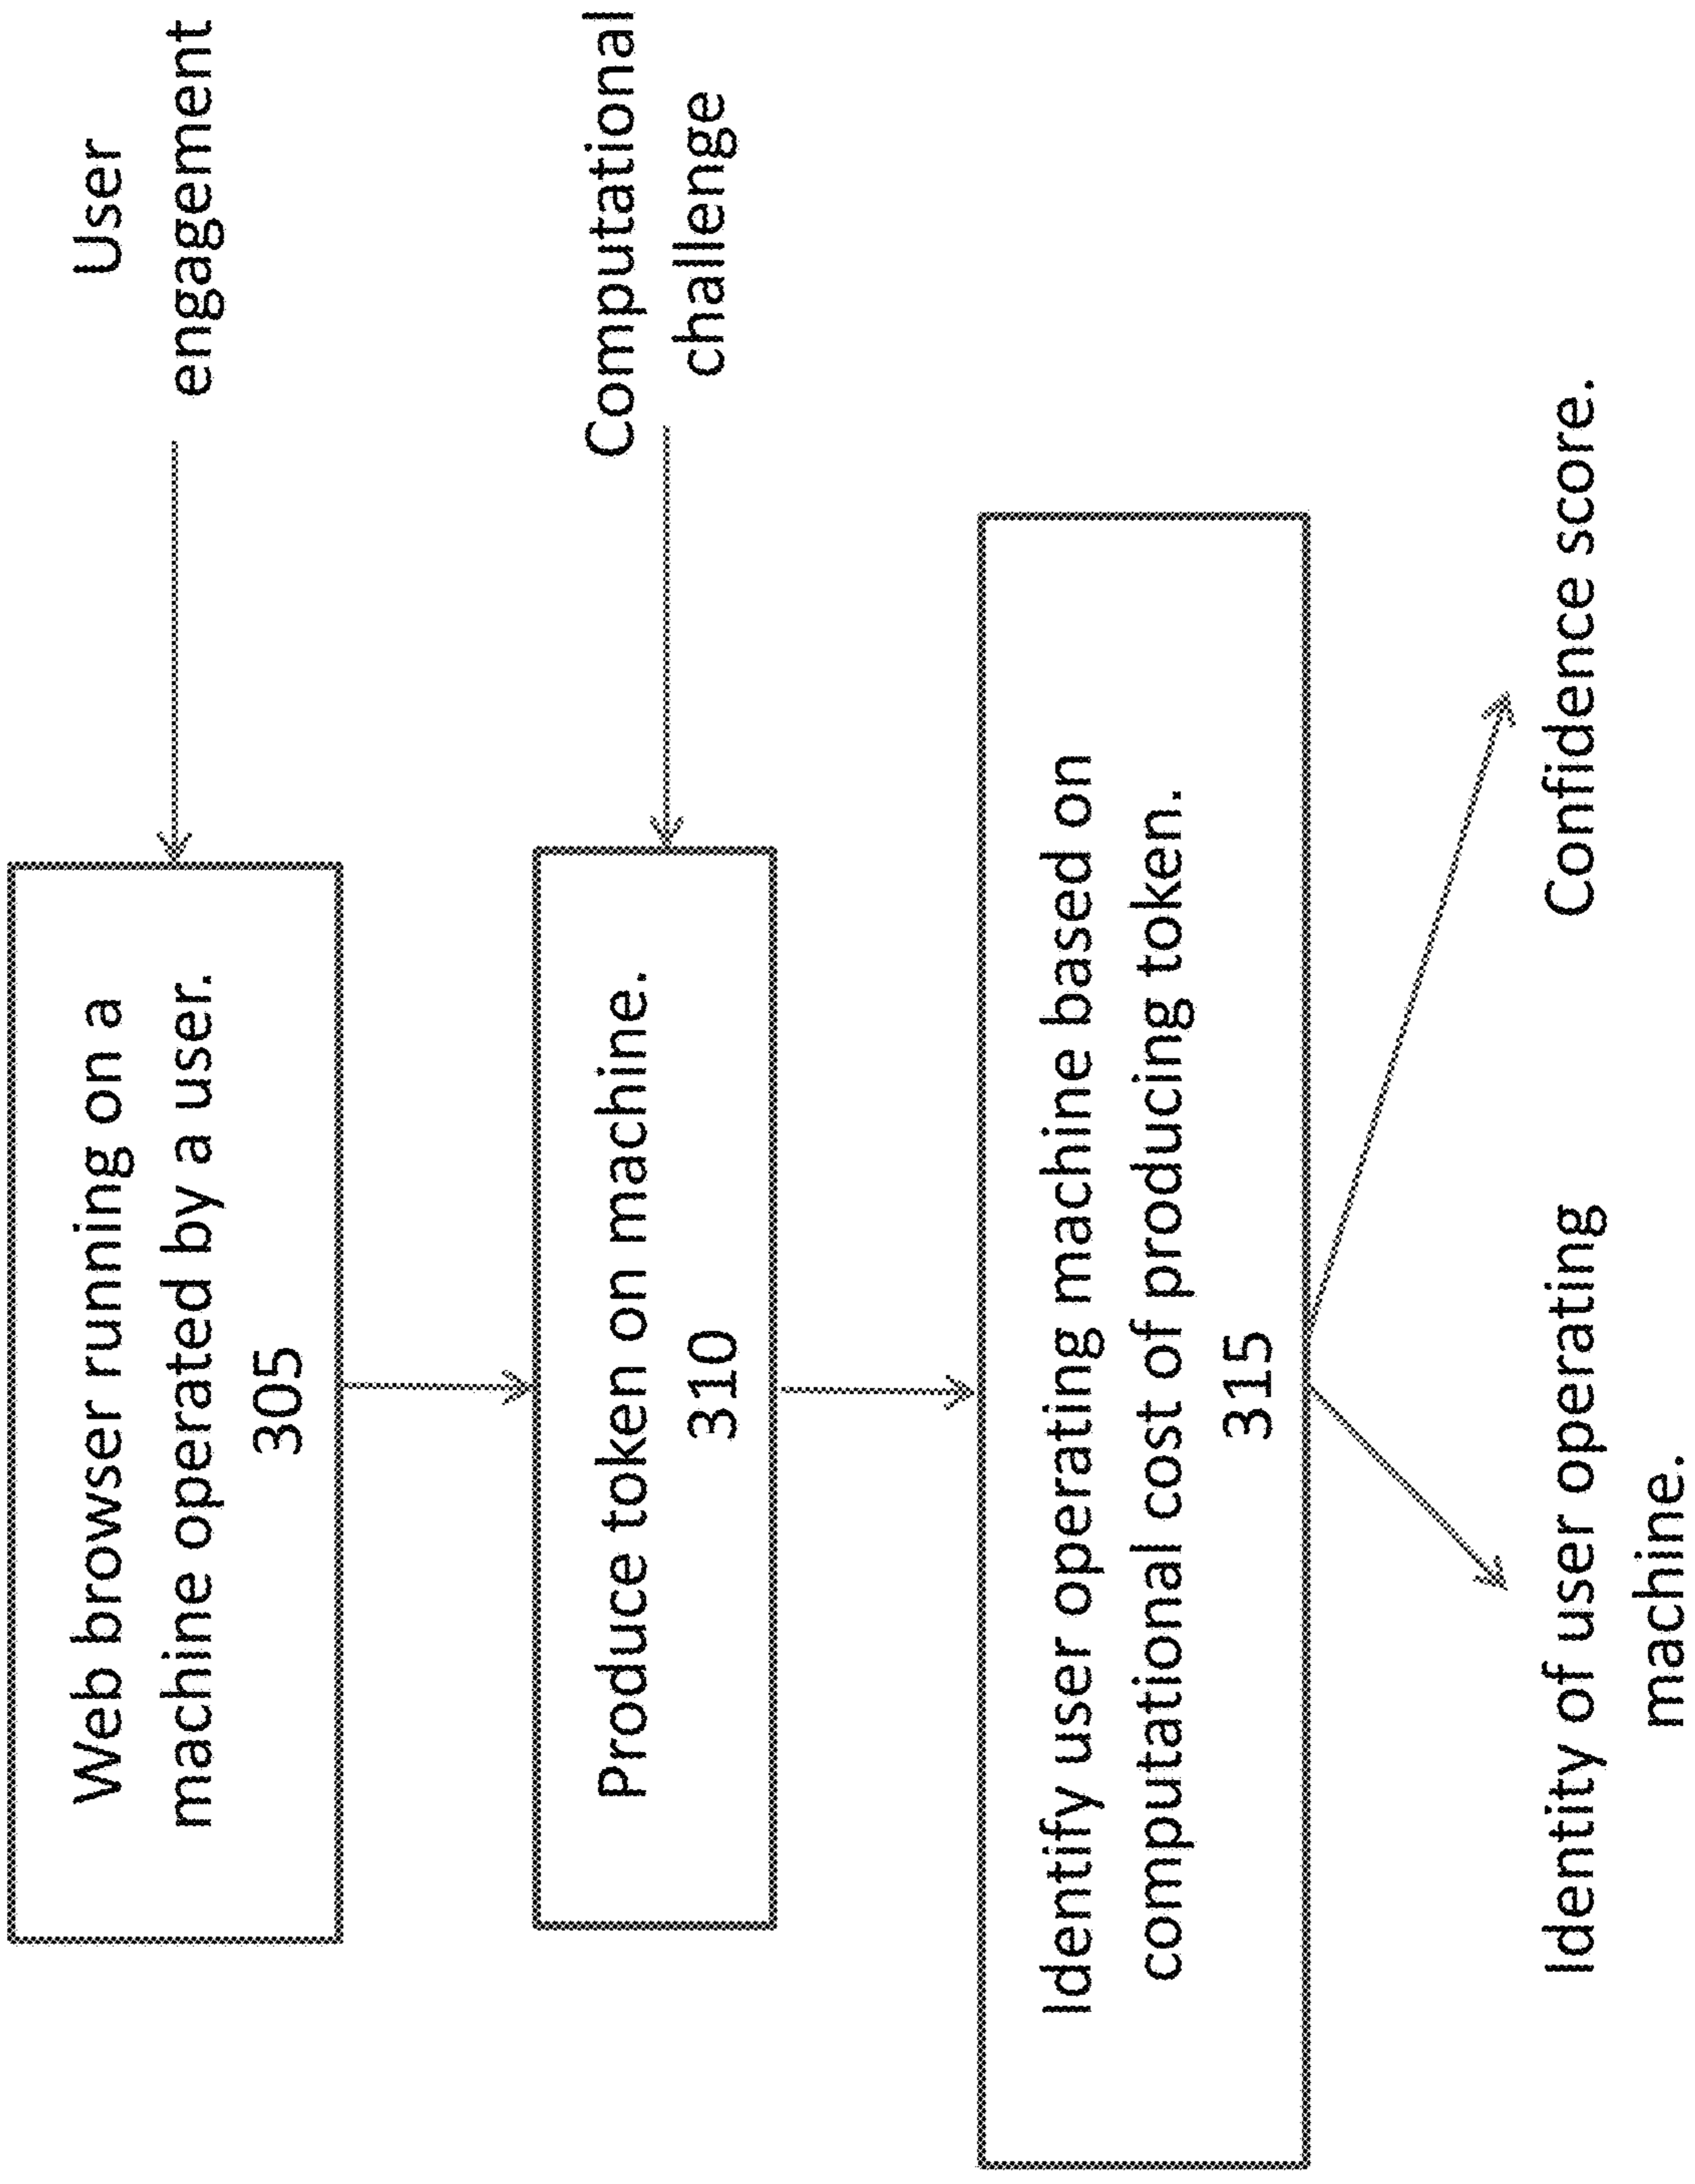 Web browser running on a
machine operated by a user.
305
User
engagement
Produce token on machine.
310
Computational
challenge
Identify user operating machine based on
computational cost of producing token.
315
Identity of user operating
machine.
Confidence score.